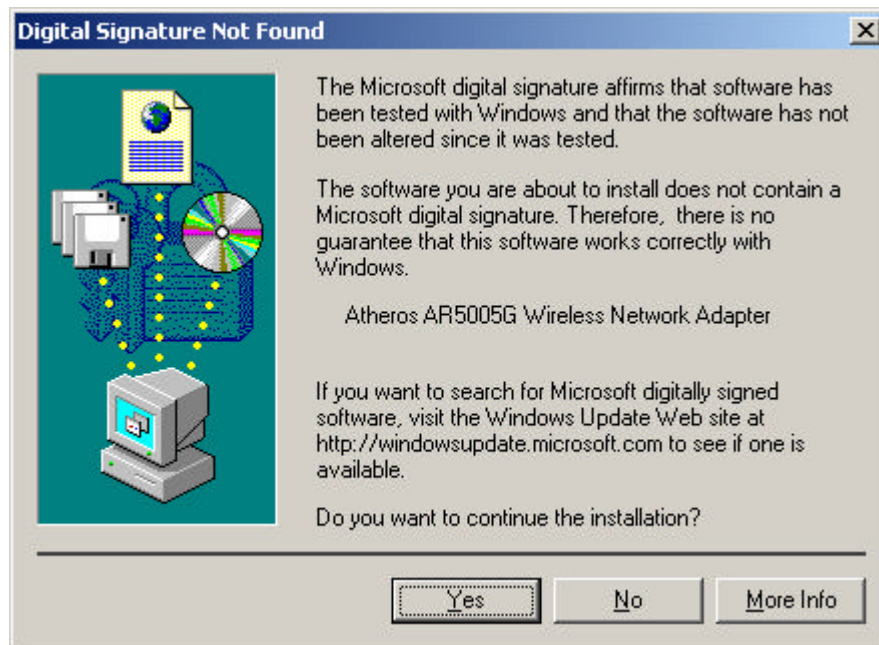 Digital Signature Not Found
The Microsoft digital signature affirms that software has
been tested with Windows and that the software has not
been altered since it was tested.
The software you are about to install does not contain a
Microsoft digital signature. Therefore,  there is no
guarantee that this software works correctly with
Windows.
Atheros AR5005G Wireless Network Adapter
If you want to search for Microsoft digitally signed
software, visit the Windows Update Web site at
http://windowsupdate.microsoft.com to see if one is
available.
Do you want to continue the installation?
Yes No More Info